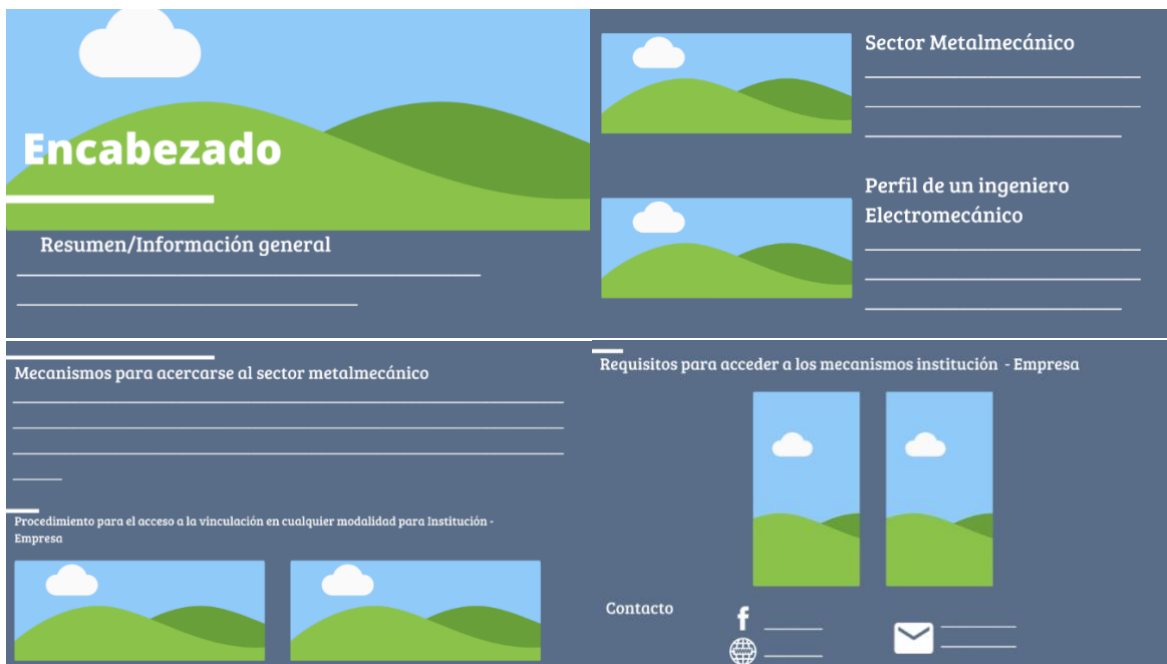 Encabezado
Resumen/Información general
Sector Metalmecánico
Perfil de un ingeniero
Electromecánico
Mecanismos para acercarse al sector metalmecánico
Procedimiento para el acceso a la vinculación en cualquier modalidad para Institución -
Empresa
Requisitos para acceder a los mecanismos institución - Empresa
Contacto